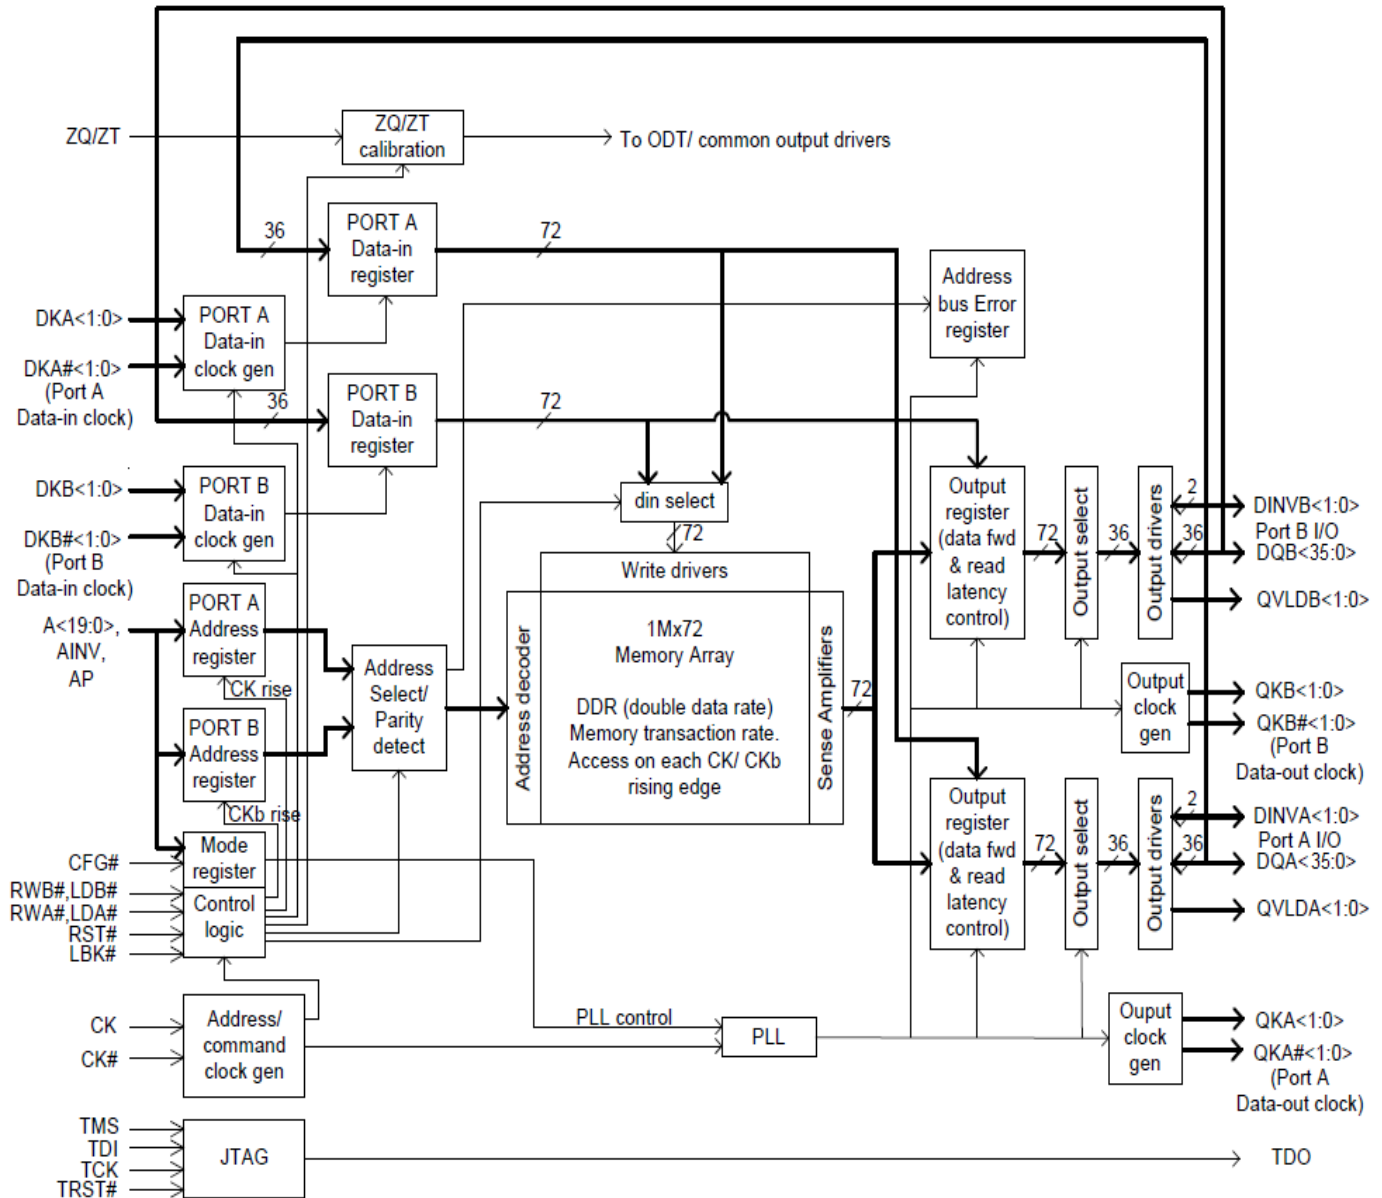 ZQ/ZT
ZQ/ZT
calibration
To ODT/ common output drivers
36
PORT A
Data-in
register
72
Address
bus Error
register
DKA<1:0>
DKA#<1:0>
(Port A
Data-in clock)
PORT A
Data-in
clock gen
36
PORT B
Data-in
register
72
DKB<1:0>
DKB#<1:0>
(Port B
Data-in clock)
PORT B
Data-in
clock gen
din select
72
Output
register
(data fwd
& read
latency
control)
72
Output select
36
Output drivers
2
36
DINVB<1:0>
Port B I/O
DQB<35:0>
QVLDB<1:0>
A<19:0>,
AINV,
AP
PORT A
Address
register
CK rise
PORT B
Address
register
CKb rise
Address
Select/
Parity
detect
Write drivers
Address decoder
1Mx72
Memory Array
DDR (double data rate)
Memory transaction rate.
Access on each CK/ CKb
rising edge
Sense Amplifiers
72
Output
clock
gen
QKB<1:0>
QKB#<1:0>
(Port B
Data-out clock)
Output
register
(data fwd
& read
latency
control)
72
Output select
36
Output drivers
2
36
DINVA<1:0>
Port A I/O
DQA<35:0>
QVLDA<1:0>
CFG#
RWB#,LDB#
RWA#,LDA#
RST#
LBK#
Mode
register
Control
logic
CK
CK#
Address/
command
clock gen
PLL control
PLL
Ouput
clock
gen
QKA<1:0>
QKA#<1:0>
(Port A
Data-out clock)
TMS
TDI
TCK
TRST#
JTAG
TDO